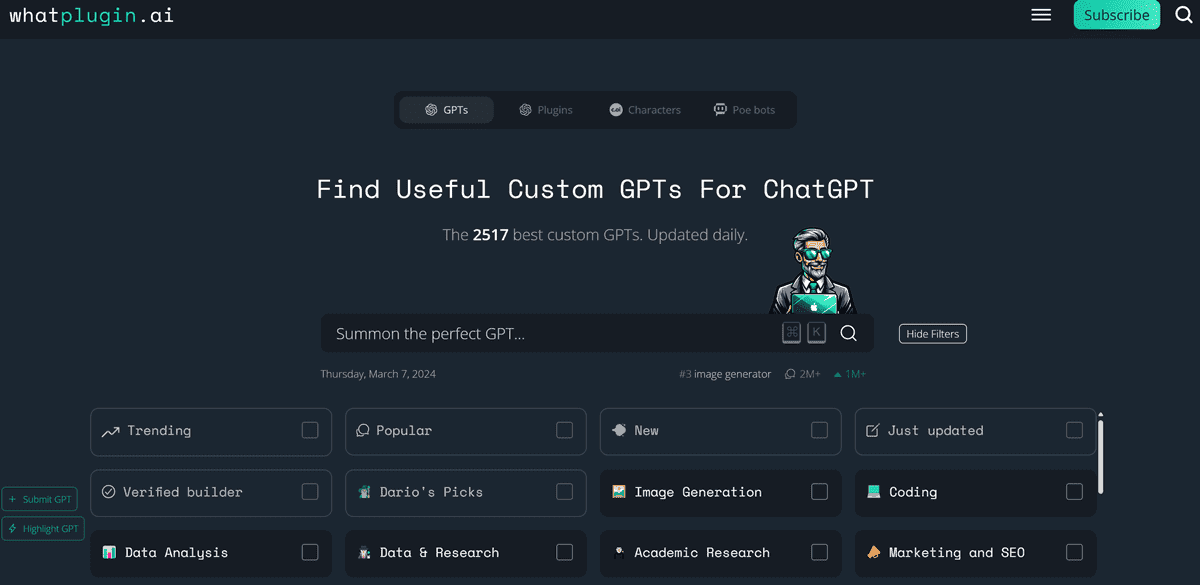 whatplugin.ai
Subscribe
GPTs Plugins Characters Poe bots
Find Useful Custom GPTs For ChatGPT
The 2517 best custom GPTs. Updated daily.
Summon the perfect GPT... ⌘ K
Hide Filters
Thursday, March 7, 2024 #3 image generator 2M+ 1M+
Trending Popular New Just updated
Verified builder Dario's Picks Image Generation Coding
+ Submit GPT
Highlight GPT
Data Analysis Data & Research Academic Research Marketing and SEO